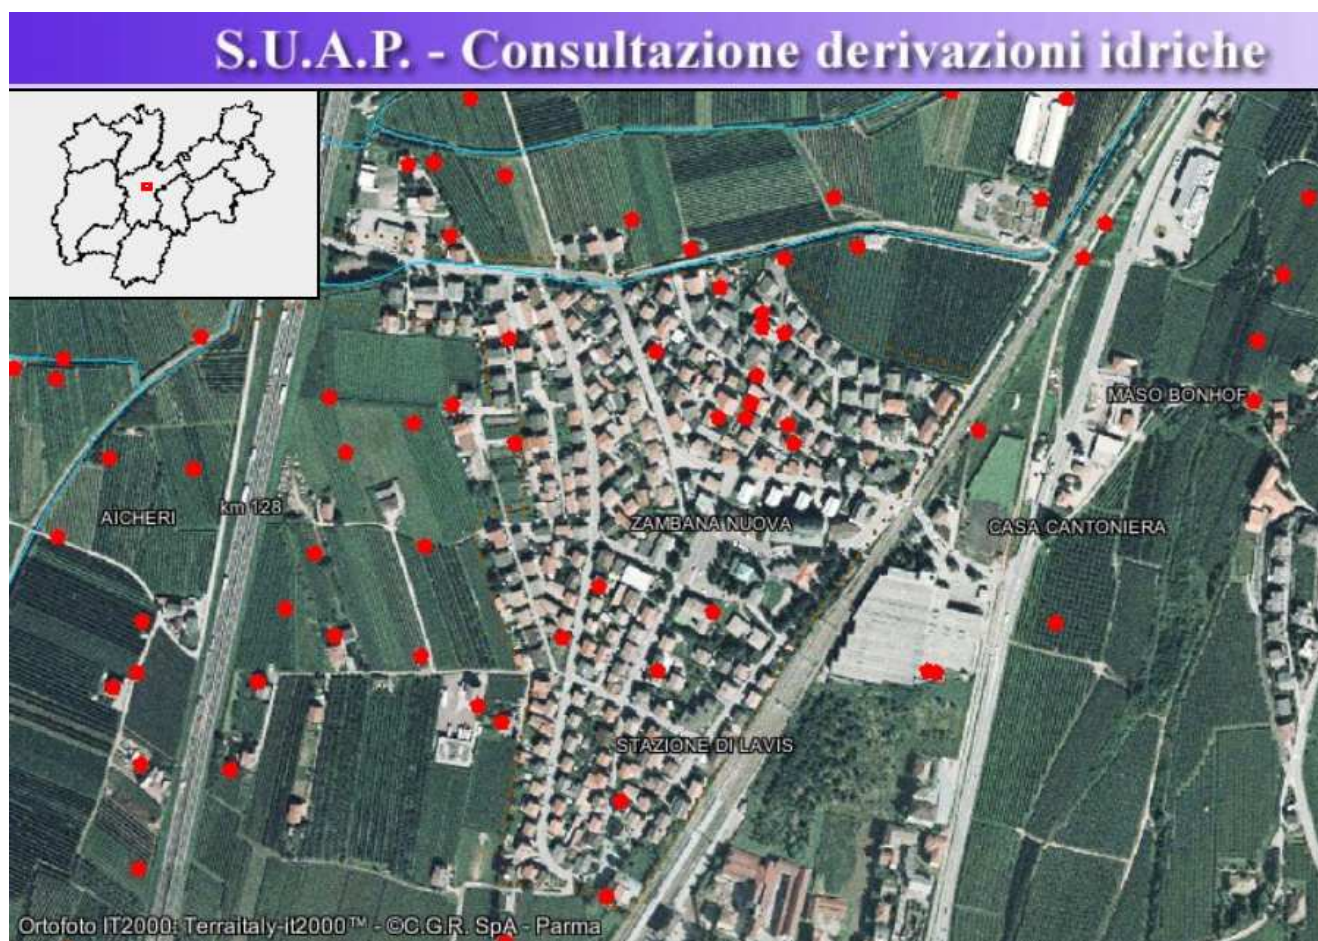 S.U.A.P. - Consultazione derivazioni idriche
MASO BONHOF
km 128
AICHERI
ZAMBANA NUOVA
CASA CANTONIERA
STAZIONE DI LAVIS
Ortofoto IT2000: Terraitaly-it2000™ - ©C.G.R. SpA - Parma